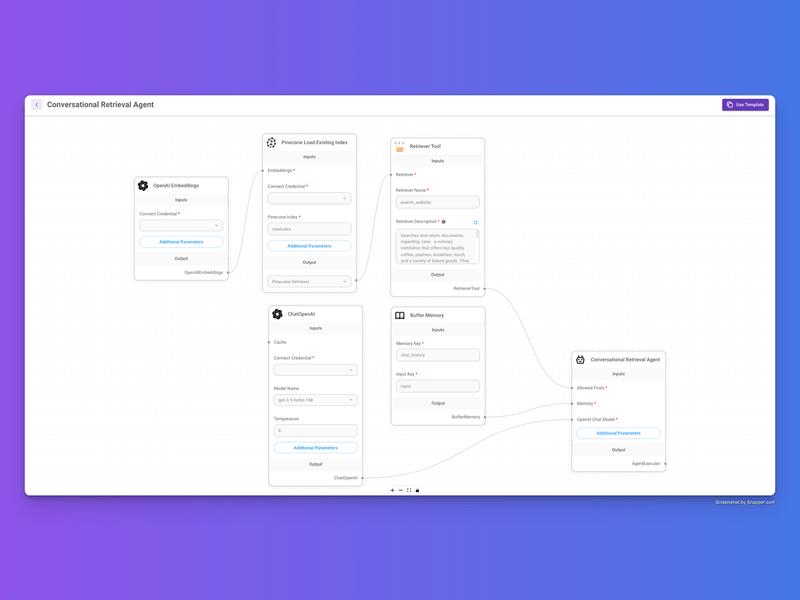 Conversational Retrieval Agent
Use Template
OpenAI Embeddings
Inputs
Connect Credential *
Additional Parameters
Output
OpenAIEmbeddings
Pinecone Load Existing Index
Inputs
Embeddings *
Connect Credential *
Pinecone Index *
newindex
Additional Parameters
Output
Pinecone Retriever
Retriever Tool
Inputs
Retriever *
Retriever Name *
search_website
Retriever Description *
Searches and return documents
regarding Jane - a culinary
institution that offers top quality
coffee, pastries, breakfast, lunch,
and a variety of baked goods. They
Output
RetrieverTool
ChatOpenAI
Inputs
Cache
Connect Credential *
Model Name
gpt-3.5-turbo-16k
Temperature
0
Additional Parameters
Output
ChatOpenAI
Buffer Memory
Inputs
Memory Key *
chat_history
Input Key *
input
Output
BufferMemory
Conversational Retrieval Agent
Inputs
Allowed Tools *
Memory *
OpenAI Chat Model *
Additional Parameters
Output
AgentExecutor
Screenshot by Xnapper.com